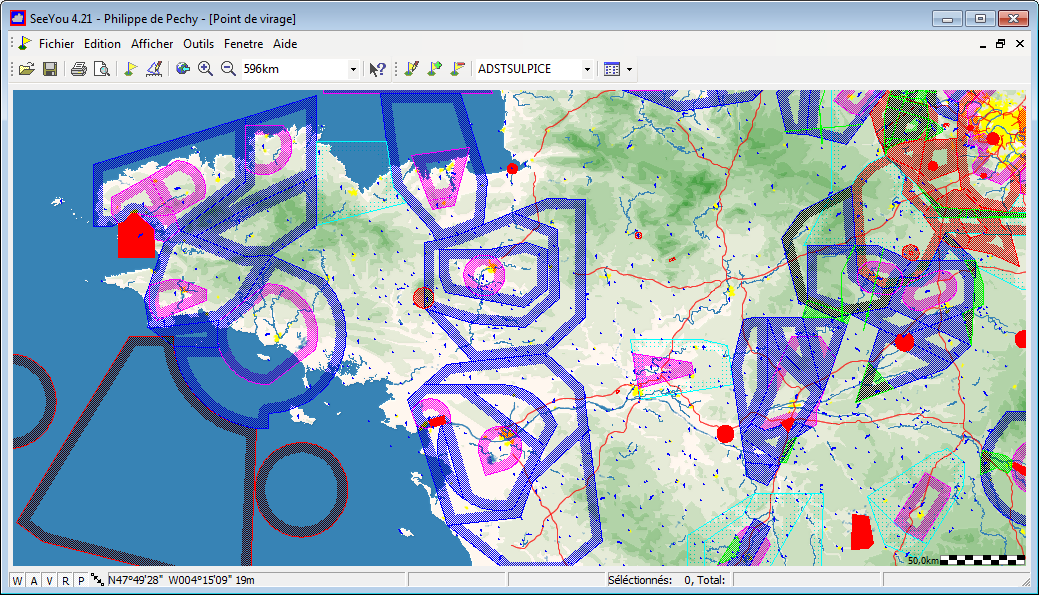 SeeYou 4.21 - Philippe de Pechy - [Point de virage]
Fichier Edition Afficher Outils Fenetre Aide
596km ADSTSULPICE
50,0km
W A V R P N47°49'28" W004°15'09" 19m Séléctionnés: 0, Total: